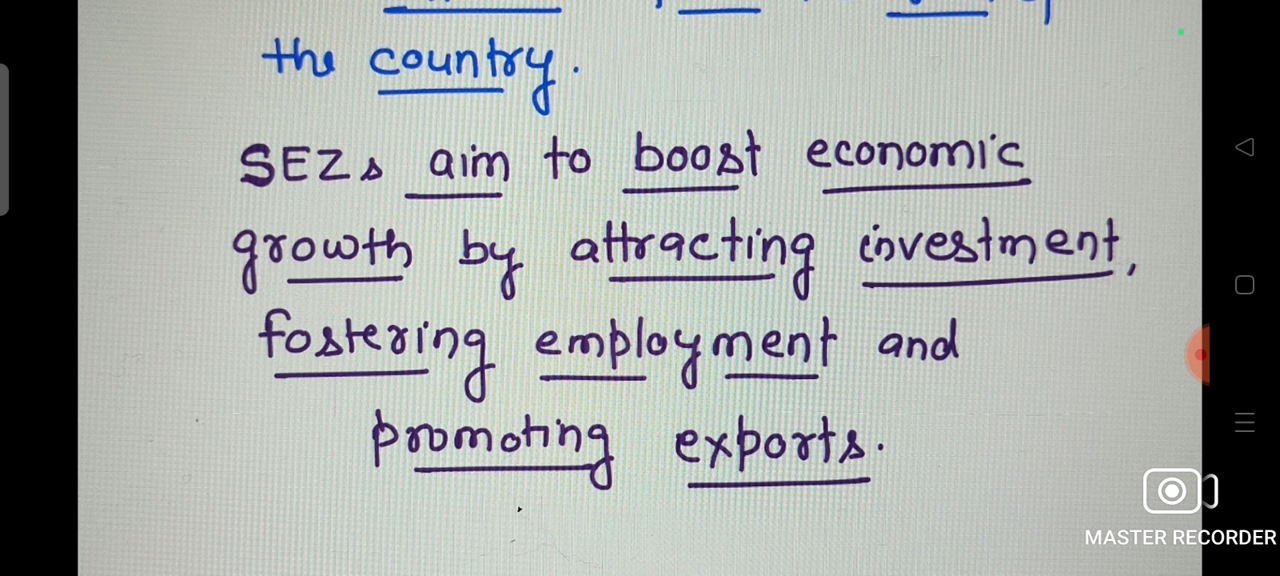 the country.
SEZs aim to boost economic
growth by attracting investment,
fostering employment and
promoting exports.
MASTER RECORDER